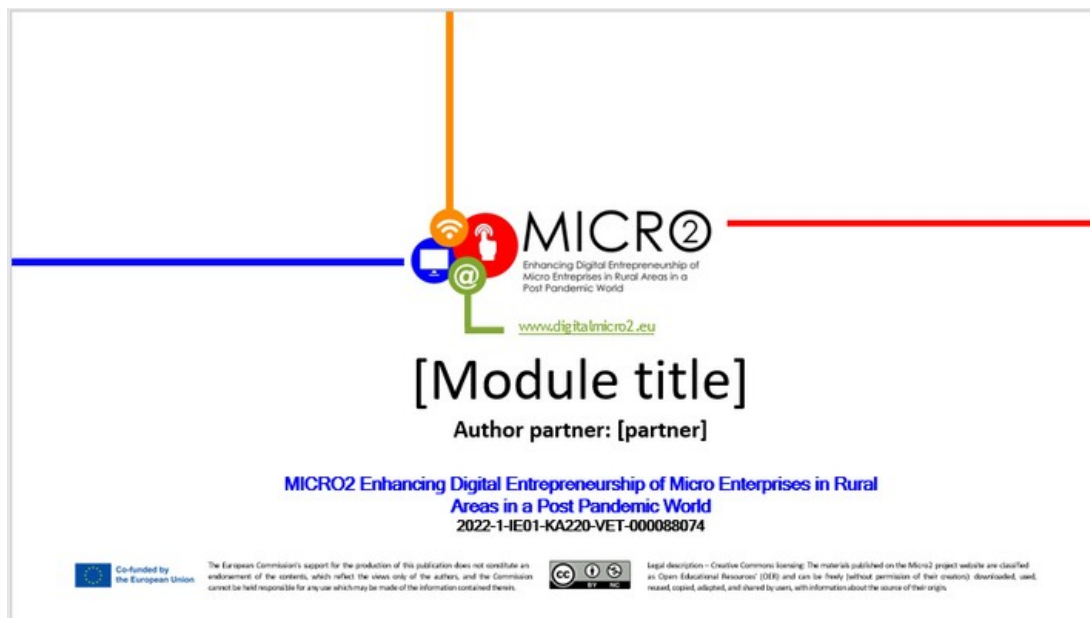 MICRO2
Enhancing Digital Entrepreneurship of
Micro Entreprises in Rural Areas in a
Post Pandemic World
@
www.digitalmicro2.eu
[Module title]
Author partner: [partner]
MICRO2 Enhancing Digital Entrepreneurship of Micro Enterprises in Rural
Areas in a Post Pandemic World
2022-1-IE01-KA220-VET-000088074
Co-funded by
the European Union
The European Commission's support for the production of this publication does not constitute an
endorsement of the contents, which reflect the views only of the authors, and the Commission
cannot be held responsible for any use which may be made of the information contained therein.
cc
BY NC
Legal description – Creative Commons licensing: The materials published on the Micro2 project website are classified
as Open Educational Resources' (OER) and can be freely (without permission of their creators): downloaded, used,
reused, copied, adapted, and shared by users, with information about the source of their origin.